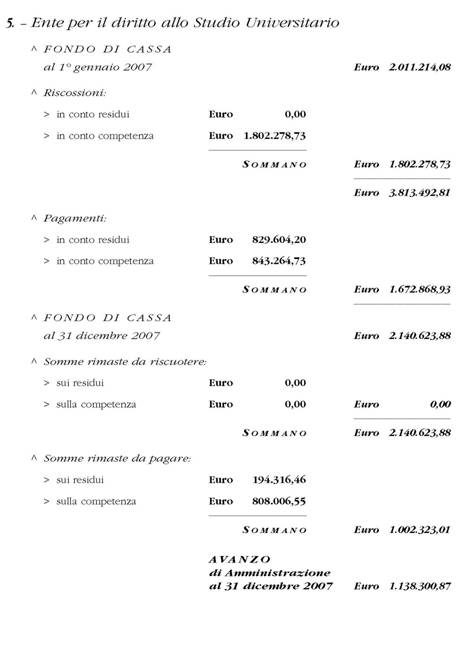 5. – Ente per il diritto allo Studio Universitario
^ FONDO DI CASSA
al 1° gennaio 2007 Euro 2.011.214,08
^ Riscossioni:
> in conto residui Euro 0,00
> in conto competenza Euro 1.802.278,73
SOMMANO Euro 1.802.278,73
Euro 3.813.492,81
^ Pagamenti:
> in conto residui Euro 829.604,20
> in conto competenza Euro 843.264,73
SOMMANO Euro 1.672.868,93
^ FONDO DI CASSA
al 31 dicembre 2007 Euro 2.140.623,88
^ Somme rimaste da riscuotere:
> sui residui Euro 0,00
> sulla competenza Euro 0,00 Euro 0,00
SOMMANO Euro 2.140.623,88
^ Somme rimaste da pagare:
> sui residui Euro 194.316,46
> sulla competenza Euro 808.006,55
SOMMANO Euro 1.002.323,01
AVANZO
di Amministrazione
al 31 dicembre 2007 Euro 1.138.300,87